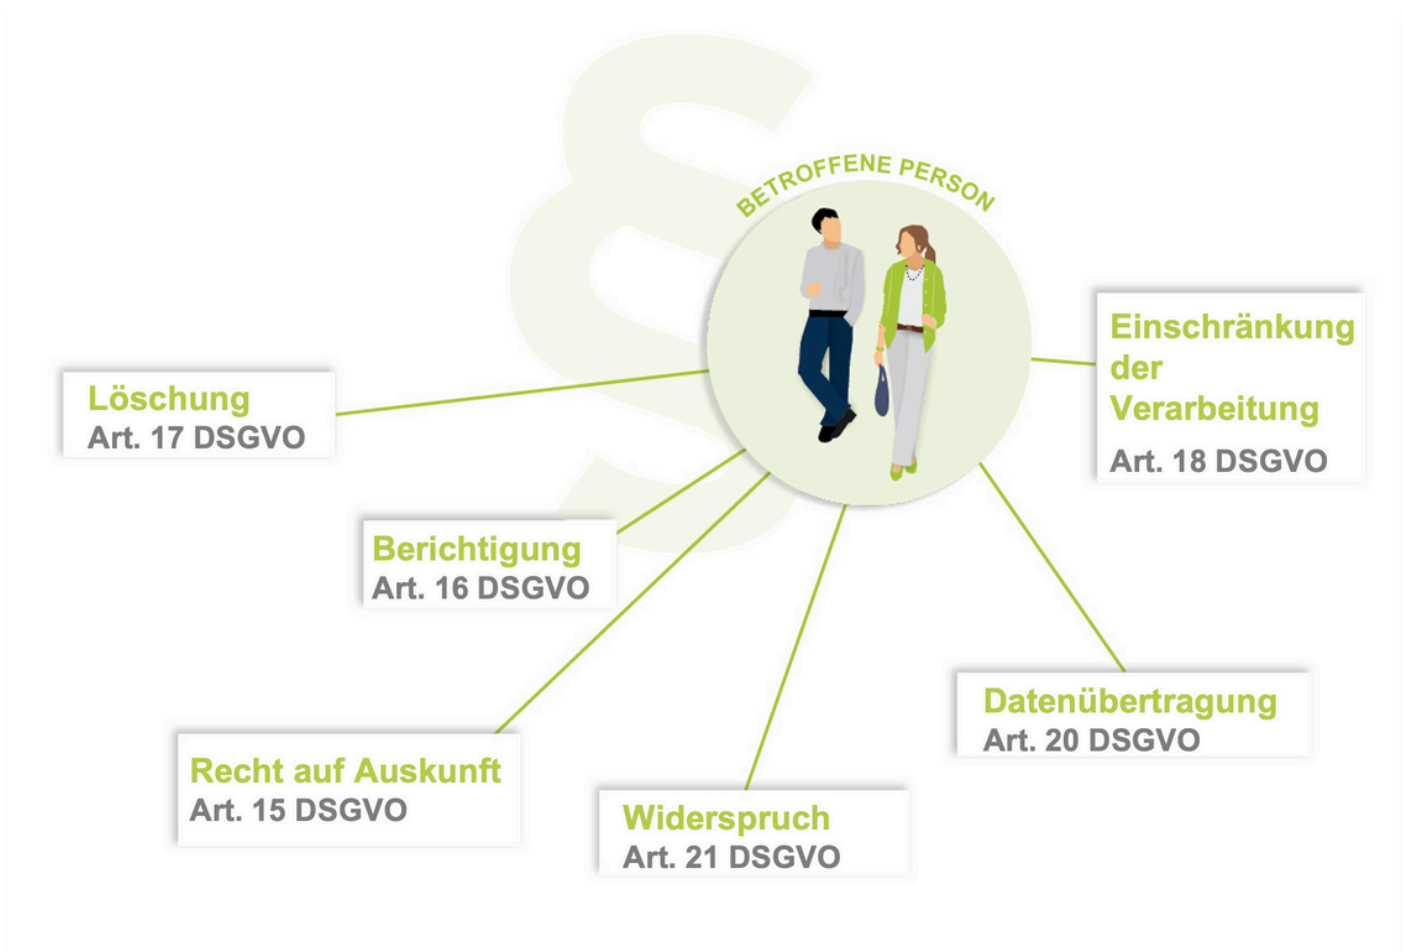 BETROFFENE PERSON
Einschränkung
der
Verarbeitung
Art. 18 DSGVO
Löschung
Art. 17 DSGVO
Berichtigung
Art. 16 DSGVO
Datenübertragung
Art. 20 DSGVO
Recht auf Auskunft
Art. 15 DSGVO
Widerspruch
Art. 21 DSGVO